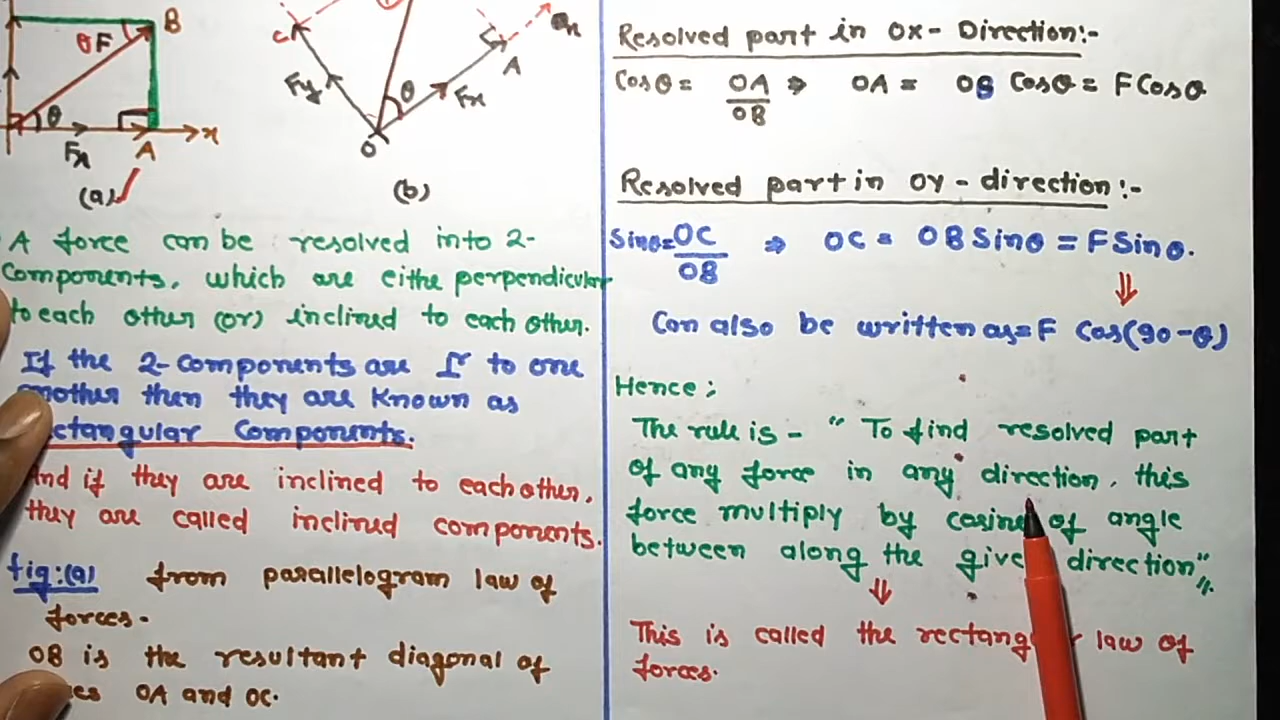 B
θ F
θ
x
Fx
A
(a)
C
Fy
θ
Fx
A
x
O
(b)
A force can be resolved into 2-
Components, which are eithe perpendicular
to each other (or) inclined to each other.
If the 2-Components are Ir to one
another then they are known as
ectangular Components.
And if they are inclined to each other,
they are called inclined components.
fig:(a) from parallelogram law of
forces.
OB is the resultant diagonal of
OA and OC.
Resolved part in OX- Direction:-
Cosθ = OA/OB ⇒ OA = OB Cosθ = F Cosθ
Resolved part in OY-direction:-
Sinθ = OC/OB ⇒ OC = OB Sinθ = F Sinθ.
Can also be written as = F Cos(90-θ)
Hence;
The rule is - " To find resolved part
of any force in any direction, this
force multiply by cosine of angle
between along the give direction"
This is called the rectang law of
forces.